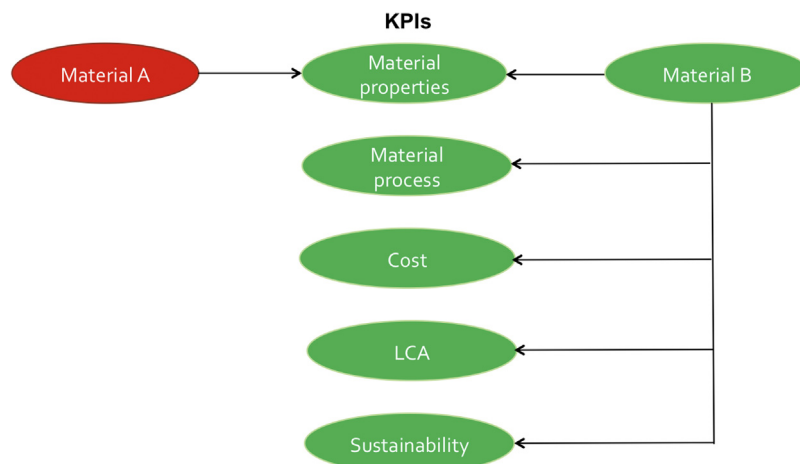 KPIs
Material A
Material
properties
Material B
Material
process
Cost
LCA
Sustainability